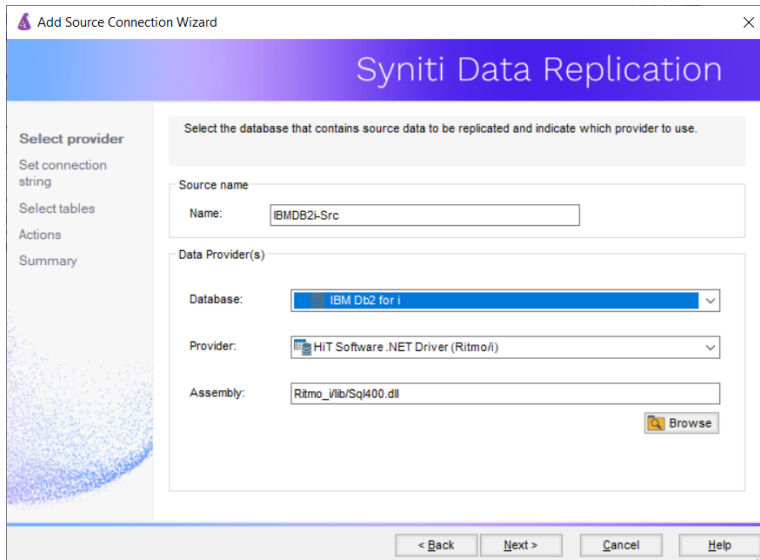 Add Source Connection Wizard
Syniti Data Replication
Select provider
Set connection
string
Select tables
Actions
Summary
Select the database that contains source data to be replicated and indicate which provider to use.
Source name
Name:
IBMDB2i-Src
Data Provider(s)
Database:
IBM Db2 for i
Provider:
HiT Software .NET Driver (Ritmo/i)
Assembly:
Ritmo_i/lib/Sql400.dll
Browse
< Back
Next >
Cancel
Help